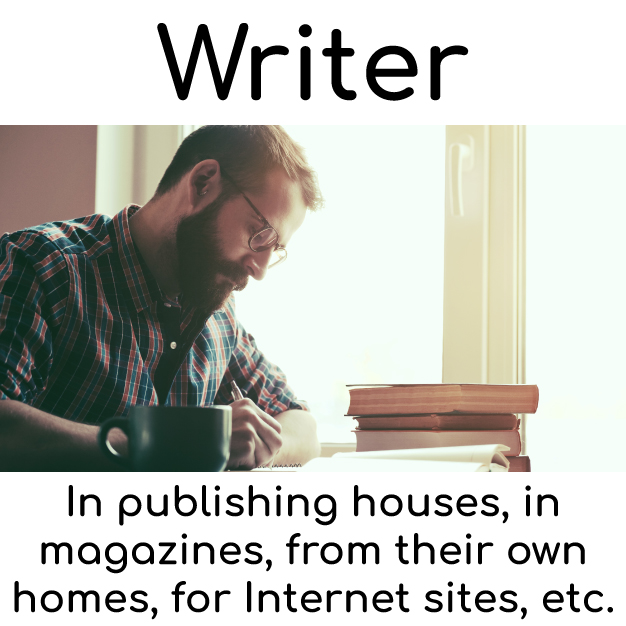 Writer
In publishing houses, in
magazines, from their own
homes, for Internet sites, etc.